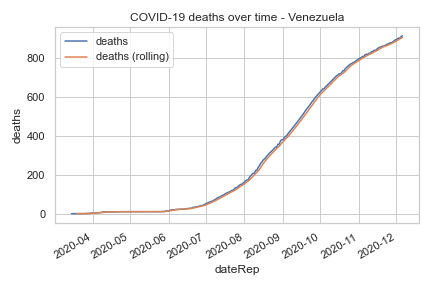 COVID-19 deaths over time - Venezuela
deaths
deaths (rolling)
800
600
400
200
0
deaths
2020-04
2020-05
2020-06
2020-07
2020-08
2020-09
2020-10
2020-11
2020-12
dateRep